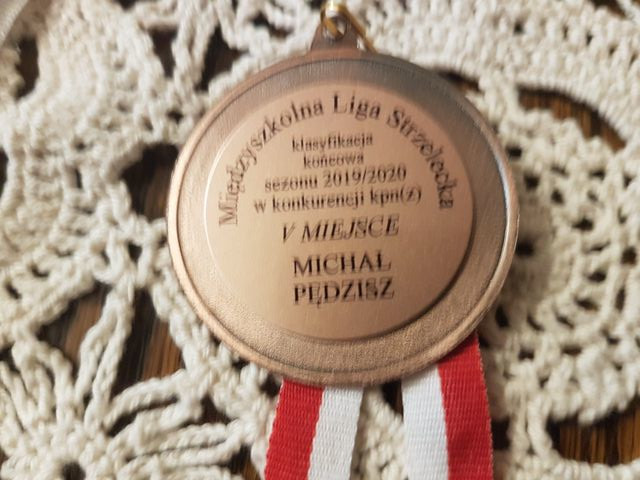 Międzyszkolna Liga Strzelecka
klasyfikacja
końcowa
sezonu 2019/2020
w konkurencji kpn(z)
V MIEJSCE
MICHAŁ
PĘDZISZ